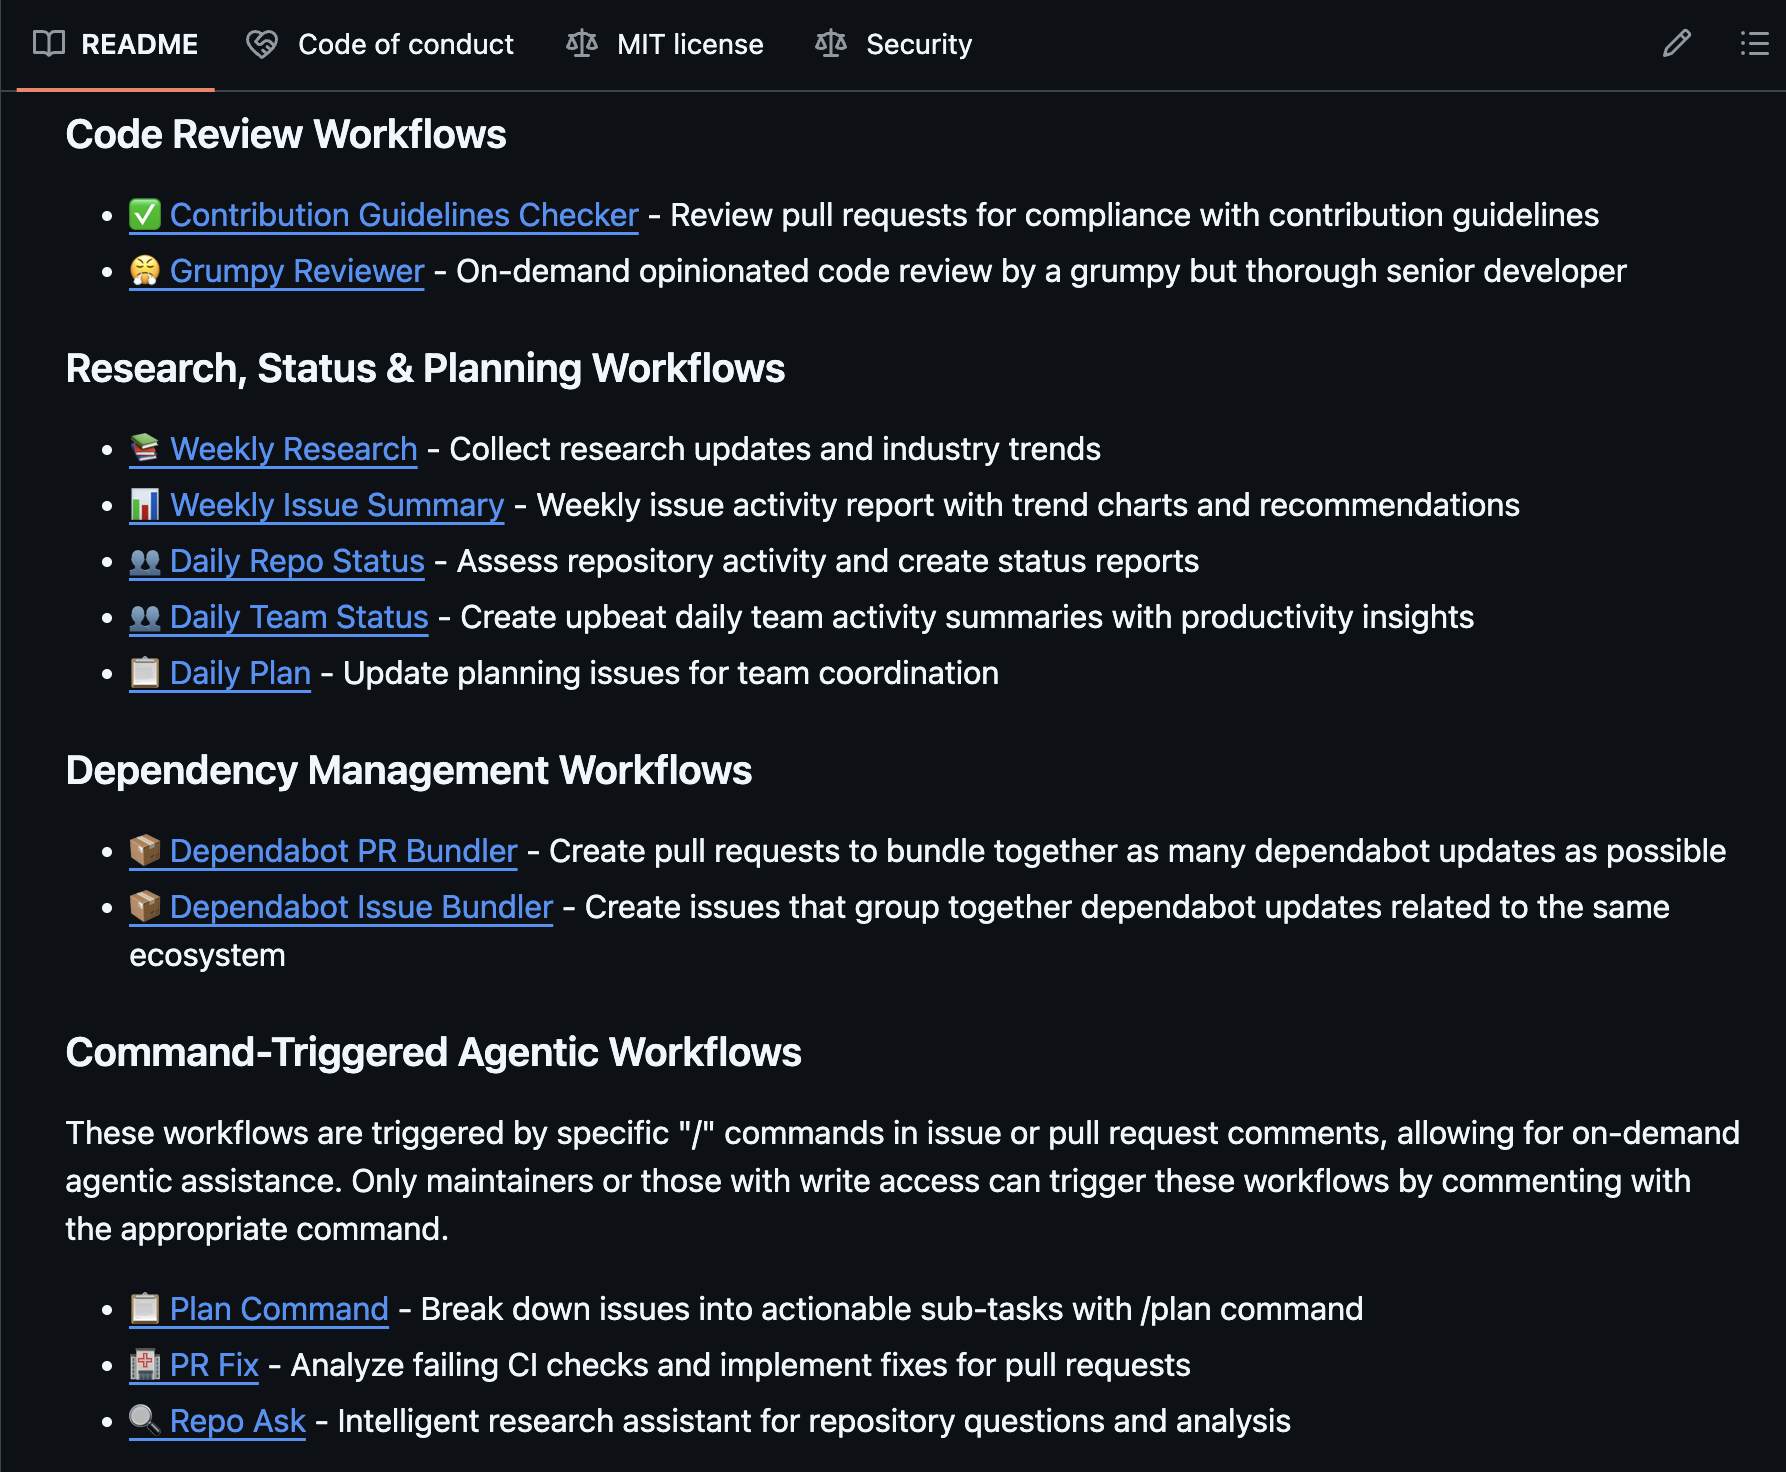 README Code of conduct MIT license Security
Code Review Workflows
✅ Contribution Guidelines Checker - Review pull requests for compliance with contribution guidelines
😤 Grumpy Reviewer - On-demand opinionated code review by a grumpy but thorough senior developer
Research, Status & Planning Workflows
📚 Weekly Research - Collect research updates and industry trends
📊 Weekly Issue Summary - Weekly issue activity report with trend charts and recommendations
👥 Daily Repo Status - Assess repository activity and create status reports
👥 Daily Team Status - Create upbeat daily team activity summaries with productivity insights
📋 Daily Plan - Update planning issues for team coordination
Dependency Management Workflows
📦 Dependabot PR Bundler - Create pull requests to bundle together as many dependabot updates as possible
📦 Dependabot Issue Bundler - Create issues that group together dependabot updates related to the same
ecosystem
Command-Triggered Agentic Workflows
These workflows are triggered by specific "/" commands in issue or pull request comments, allowing for on-demand
agentic assistance. Only maintainers or those with write access can trigger these workflows by commenting with
the appropriate command.
📋 Plan Command - Break down issues into actionable sub-tasks with /plan command
🏥 PR Fix - Analyze failing CI checks and implement fixes for pull requests
🔍 Repo Ask - Intelligent research assistant for repository questions and analysis